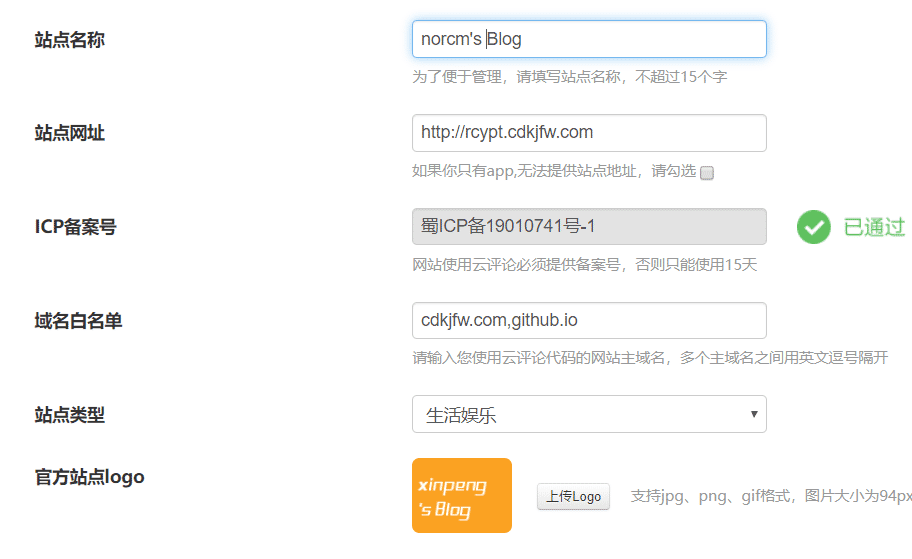 站点名称
norcm's Blog
为了便于管理，请填写站点名称，不超过15个字
站点网址
http://rcypt.cdkjfw.com
如果你只有app,无法提供站点地址，请勾选
ICP备案号
蜀ICP备19010741号-1
已通过
网站使用云评论必须提供备案号，否则只能使用15天
域名白名单
cdkjfw.com,github.io
请输入您使用云评论代码的网站主域名，多个主域名之间用英文逗号隔开
站点类型
生活娱乐
官方站点logo
xinpeng
's Blog
上传Logo
支持jpg、png、gif格式，图片大小为94px